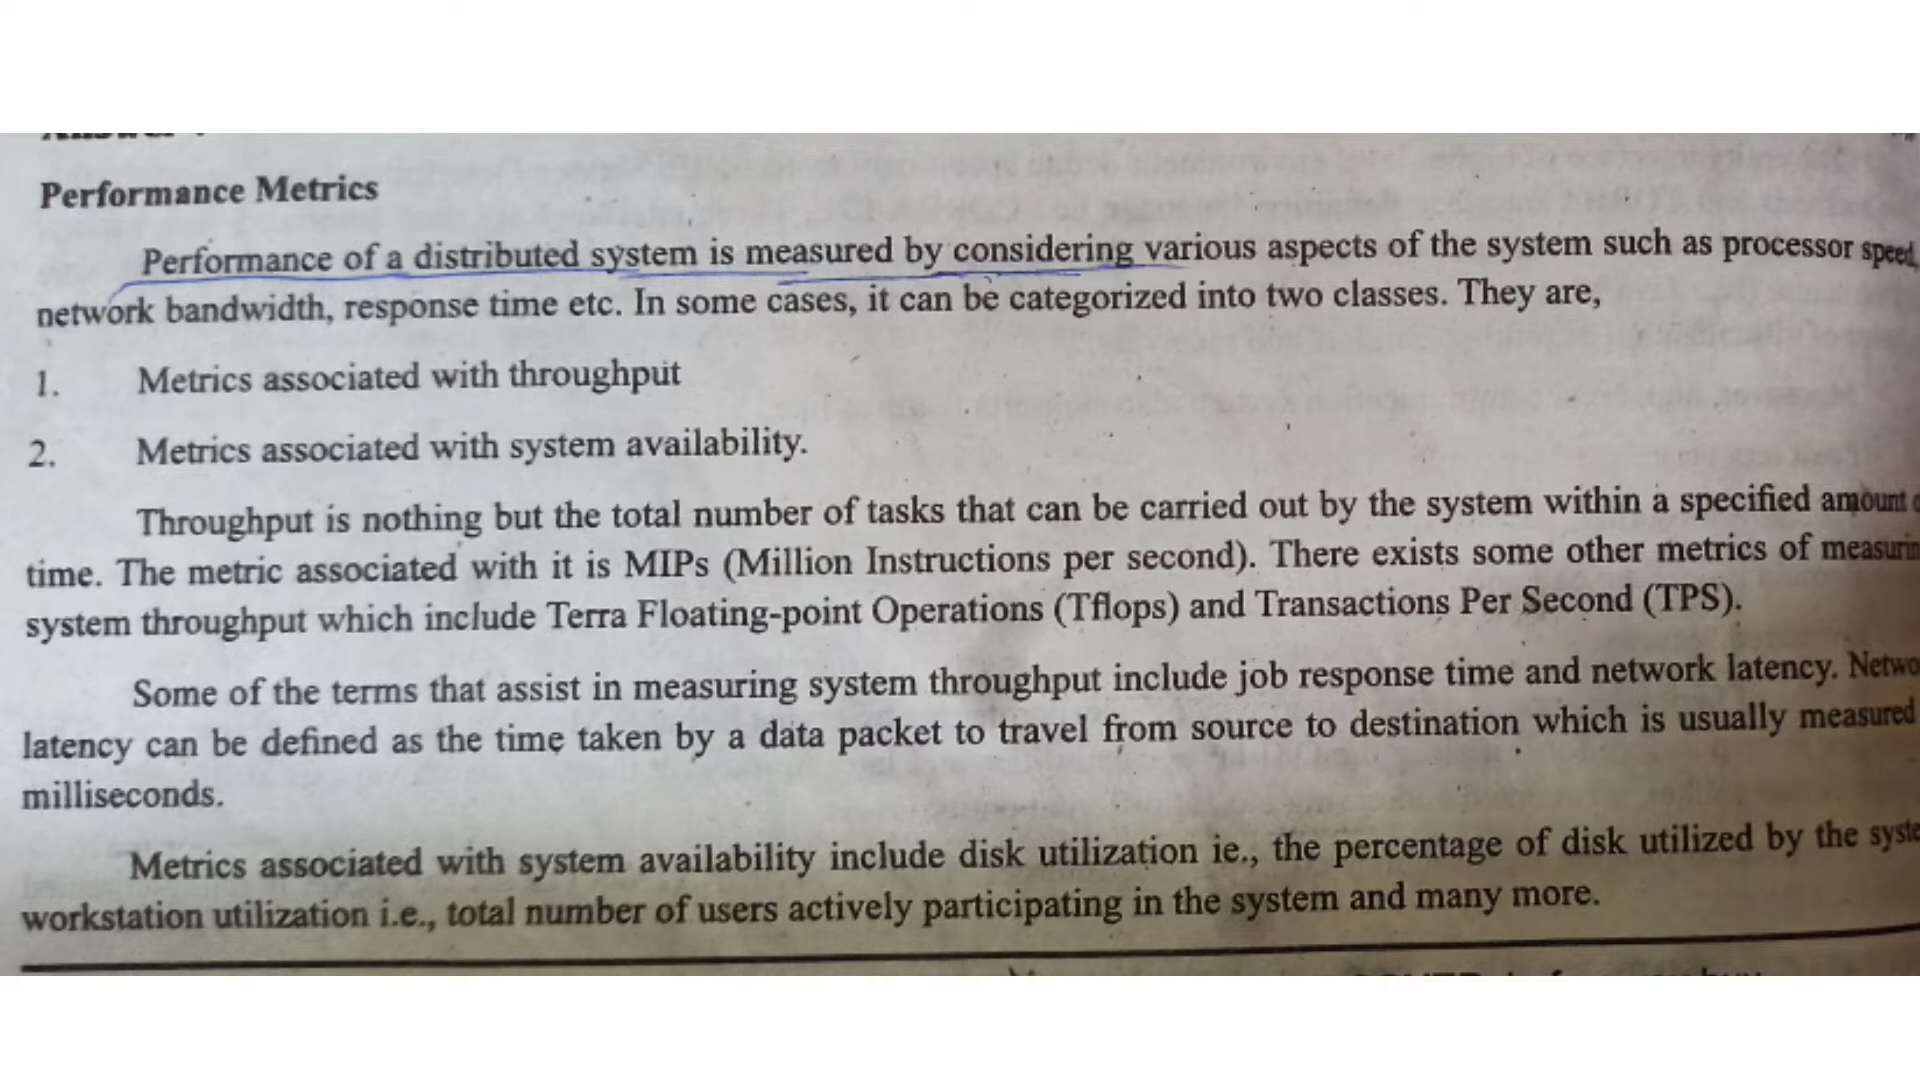 Performance Metrics
Performance of a distributed system is measured by considering various aspects of the system such as processor speed,
network bandwidth, response time etc. In some cases, it can be categorized into two classes. They are,
1. Metrics associated with throughput
2. Metrics associated with system availability.
Throughput is nothing but the total number of tasks that can be carried out by the system within a specified amount
time. The metric associated with it is MIPs (Million Instructions per second). There exists some other metrics of measurin
system throughput which include Terra Floating-point Operations (Tflops) and Transactions Per Second (TPS).
Some of the terms that assist in measuring system throughput include job response time and network latency. Netwo
latency can be defined as the time taken by a data packet to travel from source to destination which is usually measured
milliseconds.
Metrics associated with system availability include disk utilization ie., the percentage of disk utilized by the syste
workstation utilization i.e., total number of users actively participating in the system and many more.